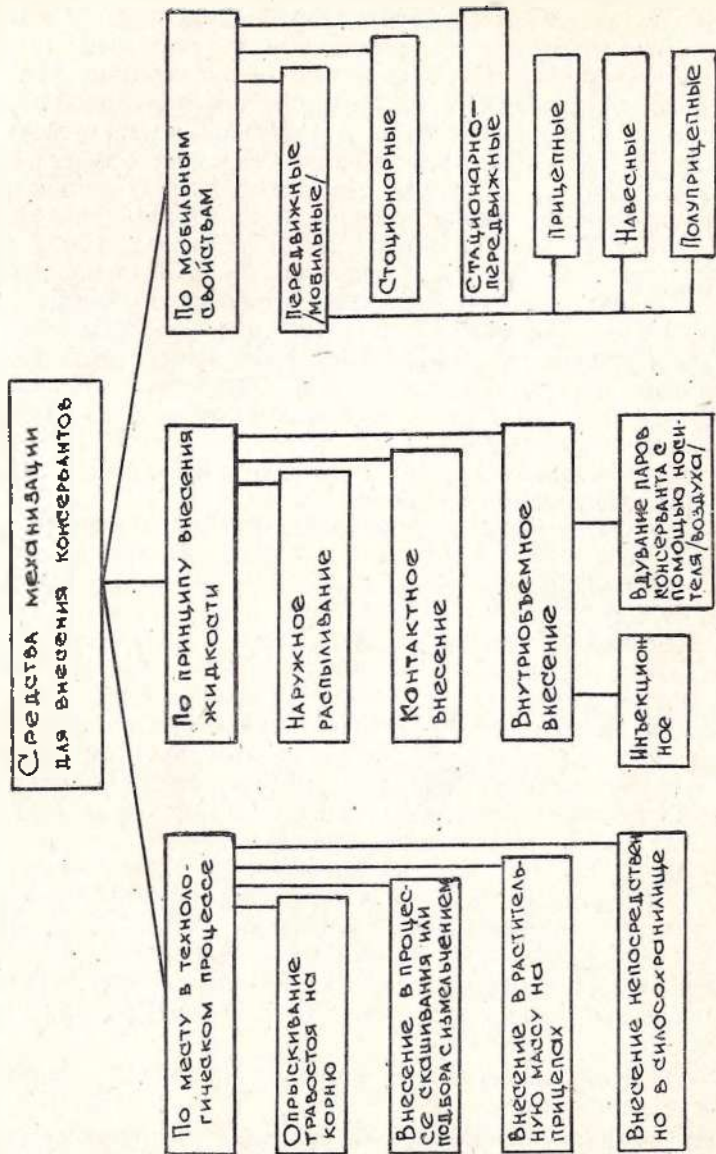 Средства механизации
для внесения консервантов
По месту в техноло-
гическом процессе
Опрыскивание
травостоя на
корню
Внесение в процес-
се скашивания или
подбора с измельчением
Внесение в раститель-
ную массу на
прицепах
Внесение непосредствен
но в силосохранилище
По принципу внесения
жидкости
Наружное
распыливание
Контактное
внесение
Внутриобъемное
внесение
Инъекцион
ное
Вдувание паров
консерванта с
помощью носи-
теля/воздуха/
По мобильным
свойствам
Передвижные
/мобильные/
Стационарные
Стационарно-
передвижные
Прицепные
Навесные
Полуприцепные